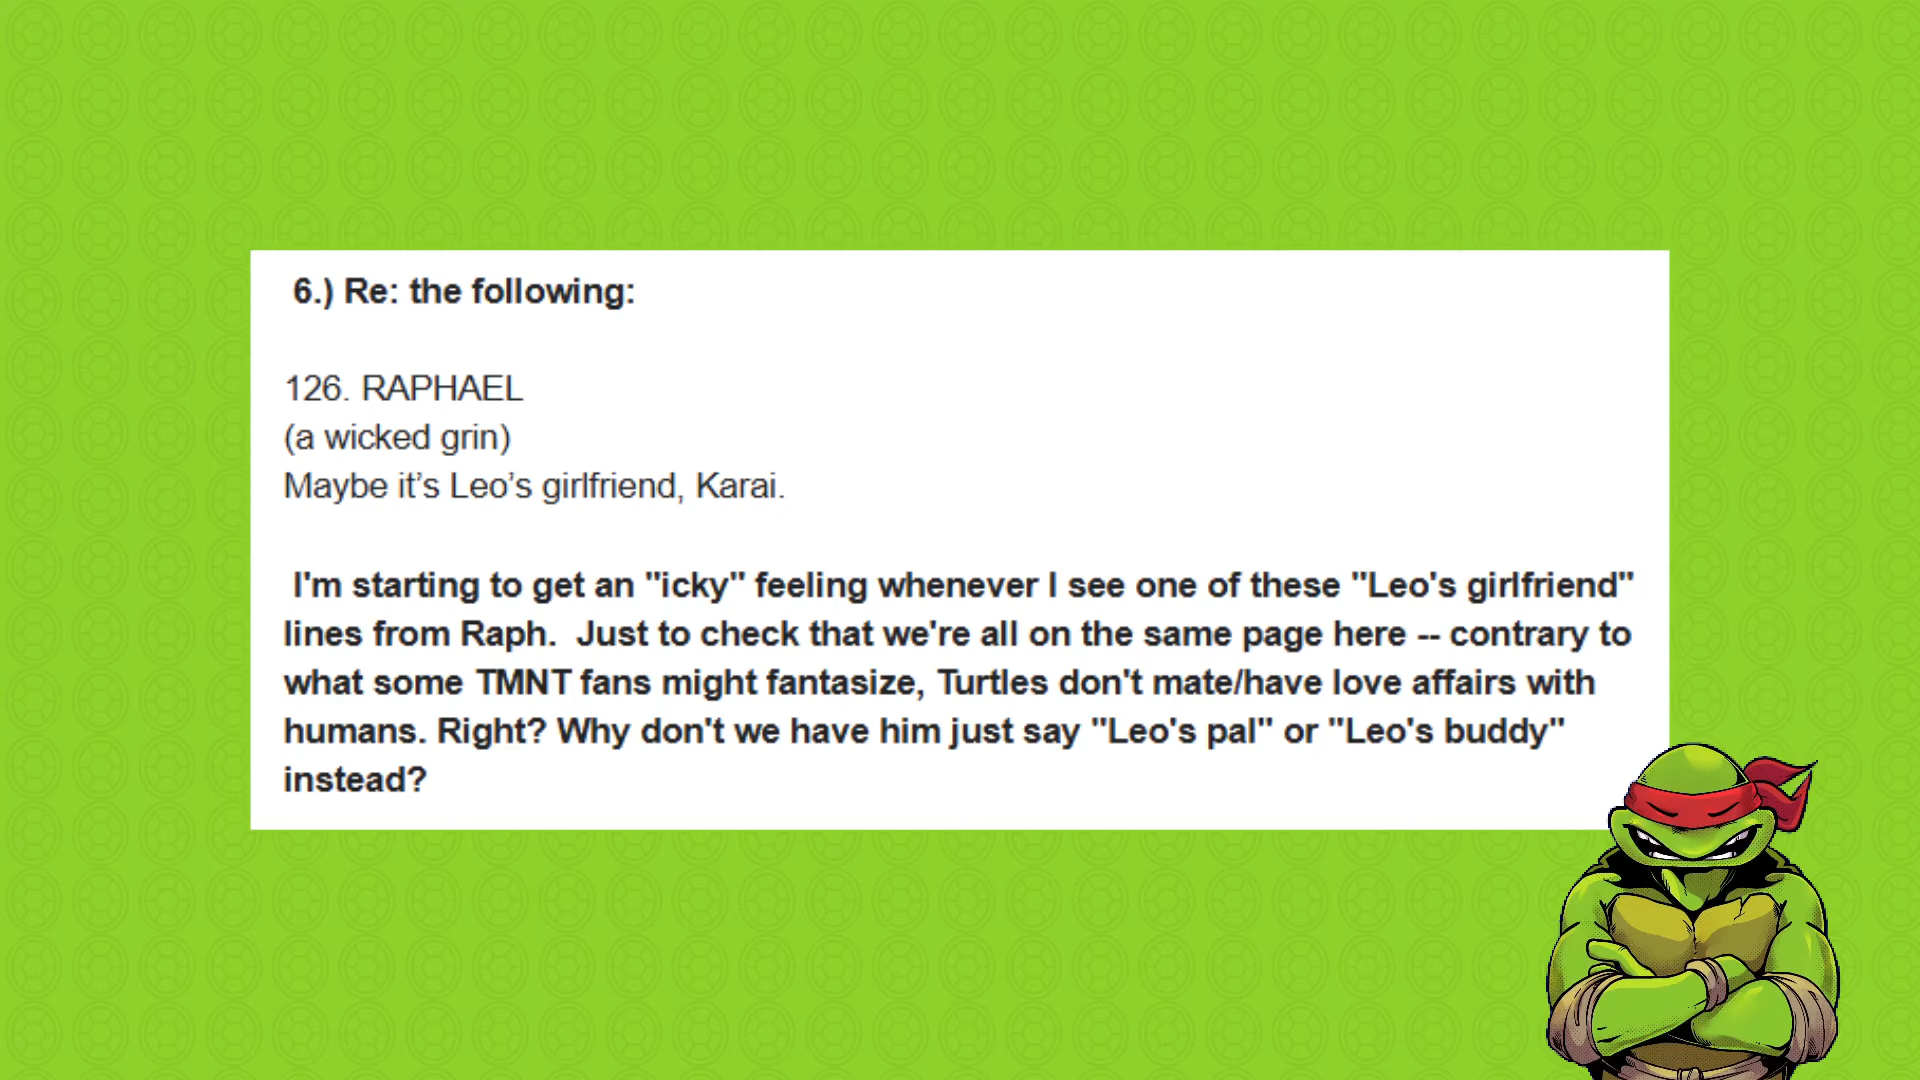 6.) Re: the following:
126. RAPHAEL
(a wicked grin)
Maybe it’s Leo’s girlfriend, Karai.
I'm starting to get an "icky" feeling whenever I see one of these "Leo's girlfriend"
lines from Raph.  Just to check that we're all on the same page here -- contrary to
what some TMNT fans might fantasize, Turtles don't mate/have love affairs with
humans. Right? Why don't we have him just say "Leo's pal" or "Leo's buddy"
instead?